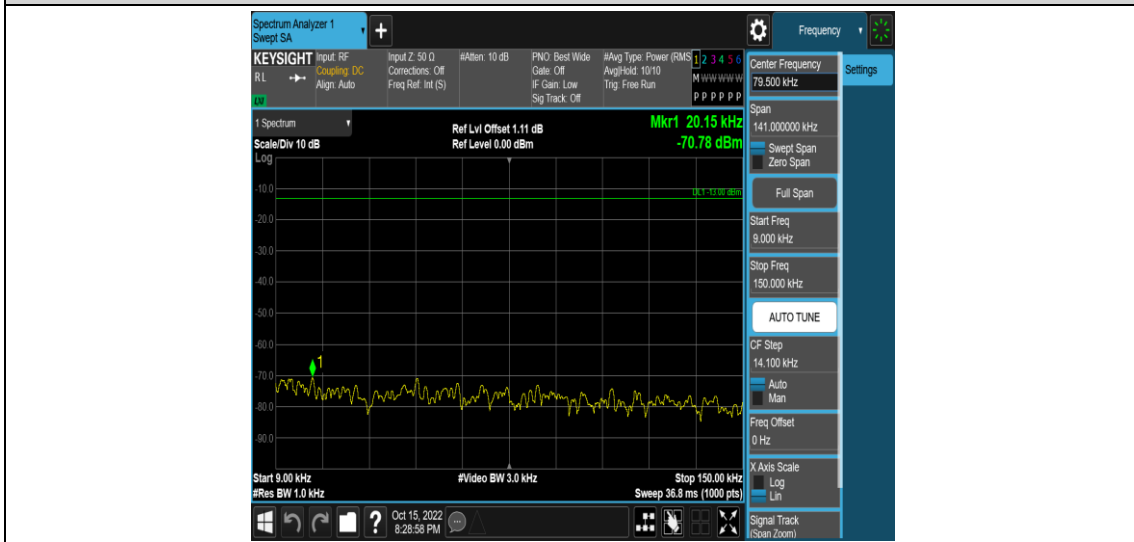 Spectrum Analyzer 1
Swept SA
+
Frequency
KEYSIGHT
RL
Input: RF
Coupling: DC
Align: Auto
Input Z: 50 Ω
Corrections: Off
Freq Ref: Int (S)
#Atten: 10 dB
PNO: Best Wide
Gate: Off
IF Gain: Low
Sig Track: Off
#Avg Type: Power (RMS
Avg|Hold: 10/10
Trig: Free Run
1 2 3 4 5 6
M W W W W W
P P P P P P
1 Spectrum
Scale/Div 10 dB
Log
Ref Lvl Offset 1.11 dB
Ref Level 0.00 dBm
Mkr1 20.15 kHz
-70.78 dBm
DL1 -13.00 dBm
-10.0
-20.0
-30.0
-40.0
-50.0
-60.0
-70.0
-80.0
-90.0
1
Start 9.00 kHz
#Res BW 1.0 kHz
#Video BW 3.0 kHz
Stop 150.00 kHz
Sweep 36.8 ms (1000 pts)
?
Oct 15, 2022
8:28:58 PM
Center Frequency
79.500 kHz
Settings
Span
141.000000 kHz
Swept Span
Zero Span
Full Span
Start Freq
9.000 kHz
Stop Freq
150.000 kHz
AUTO TUNE
CF Step
14.100 kHz
Auto
Man
Freq Offset
0 Hz
X Axis Scale
Log
Lin
Signal Track
(Span Zoom)